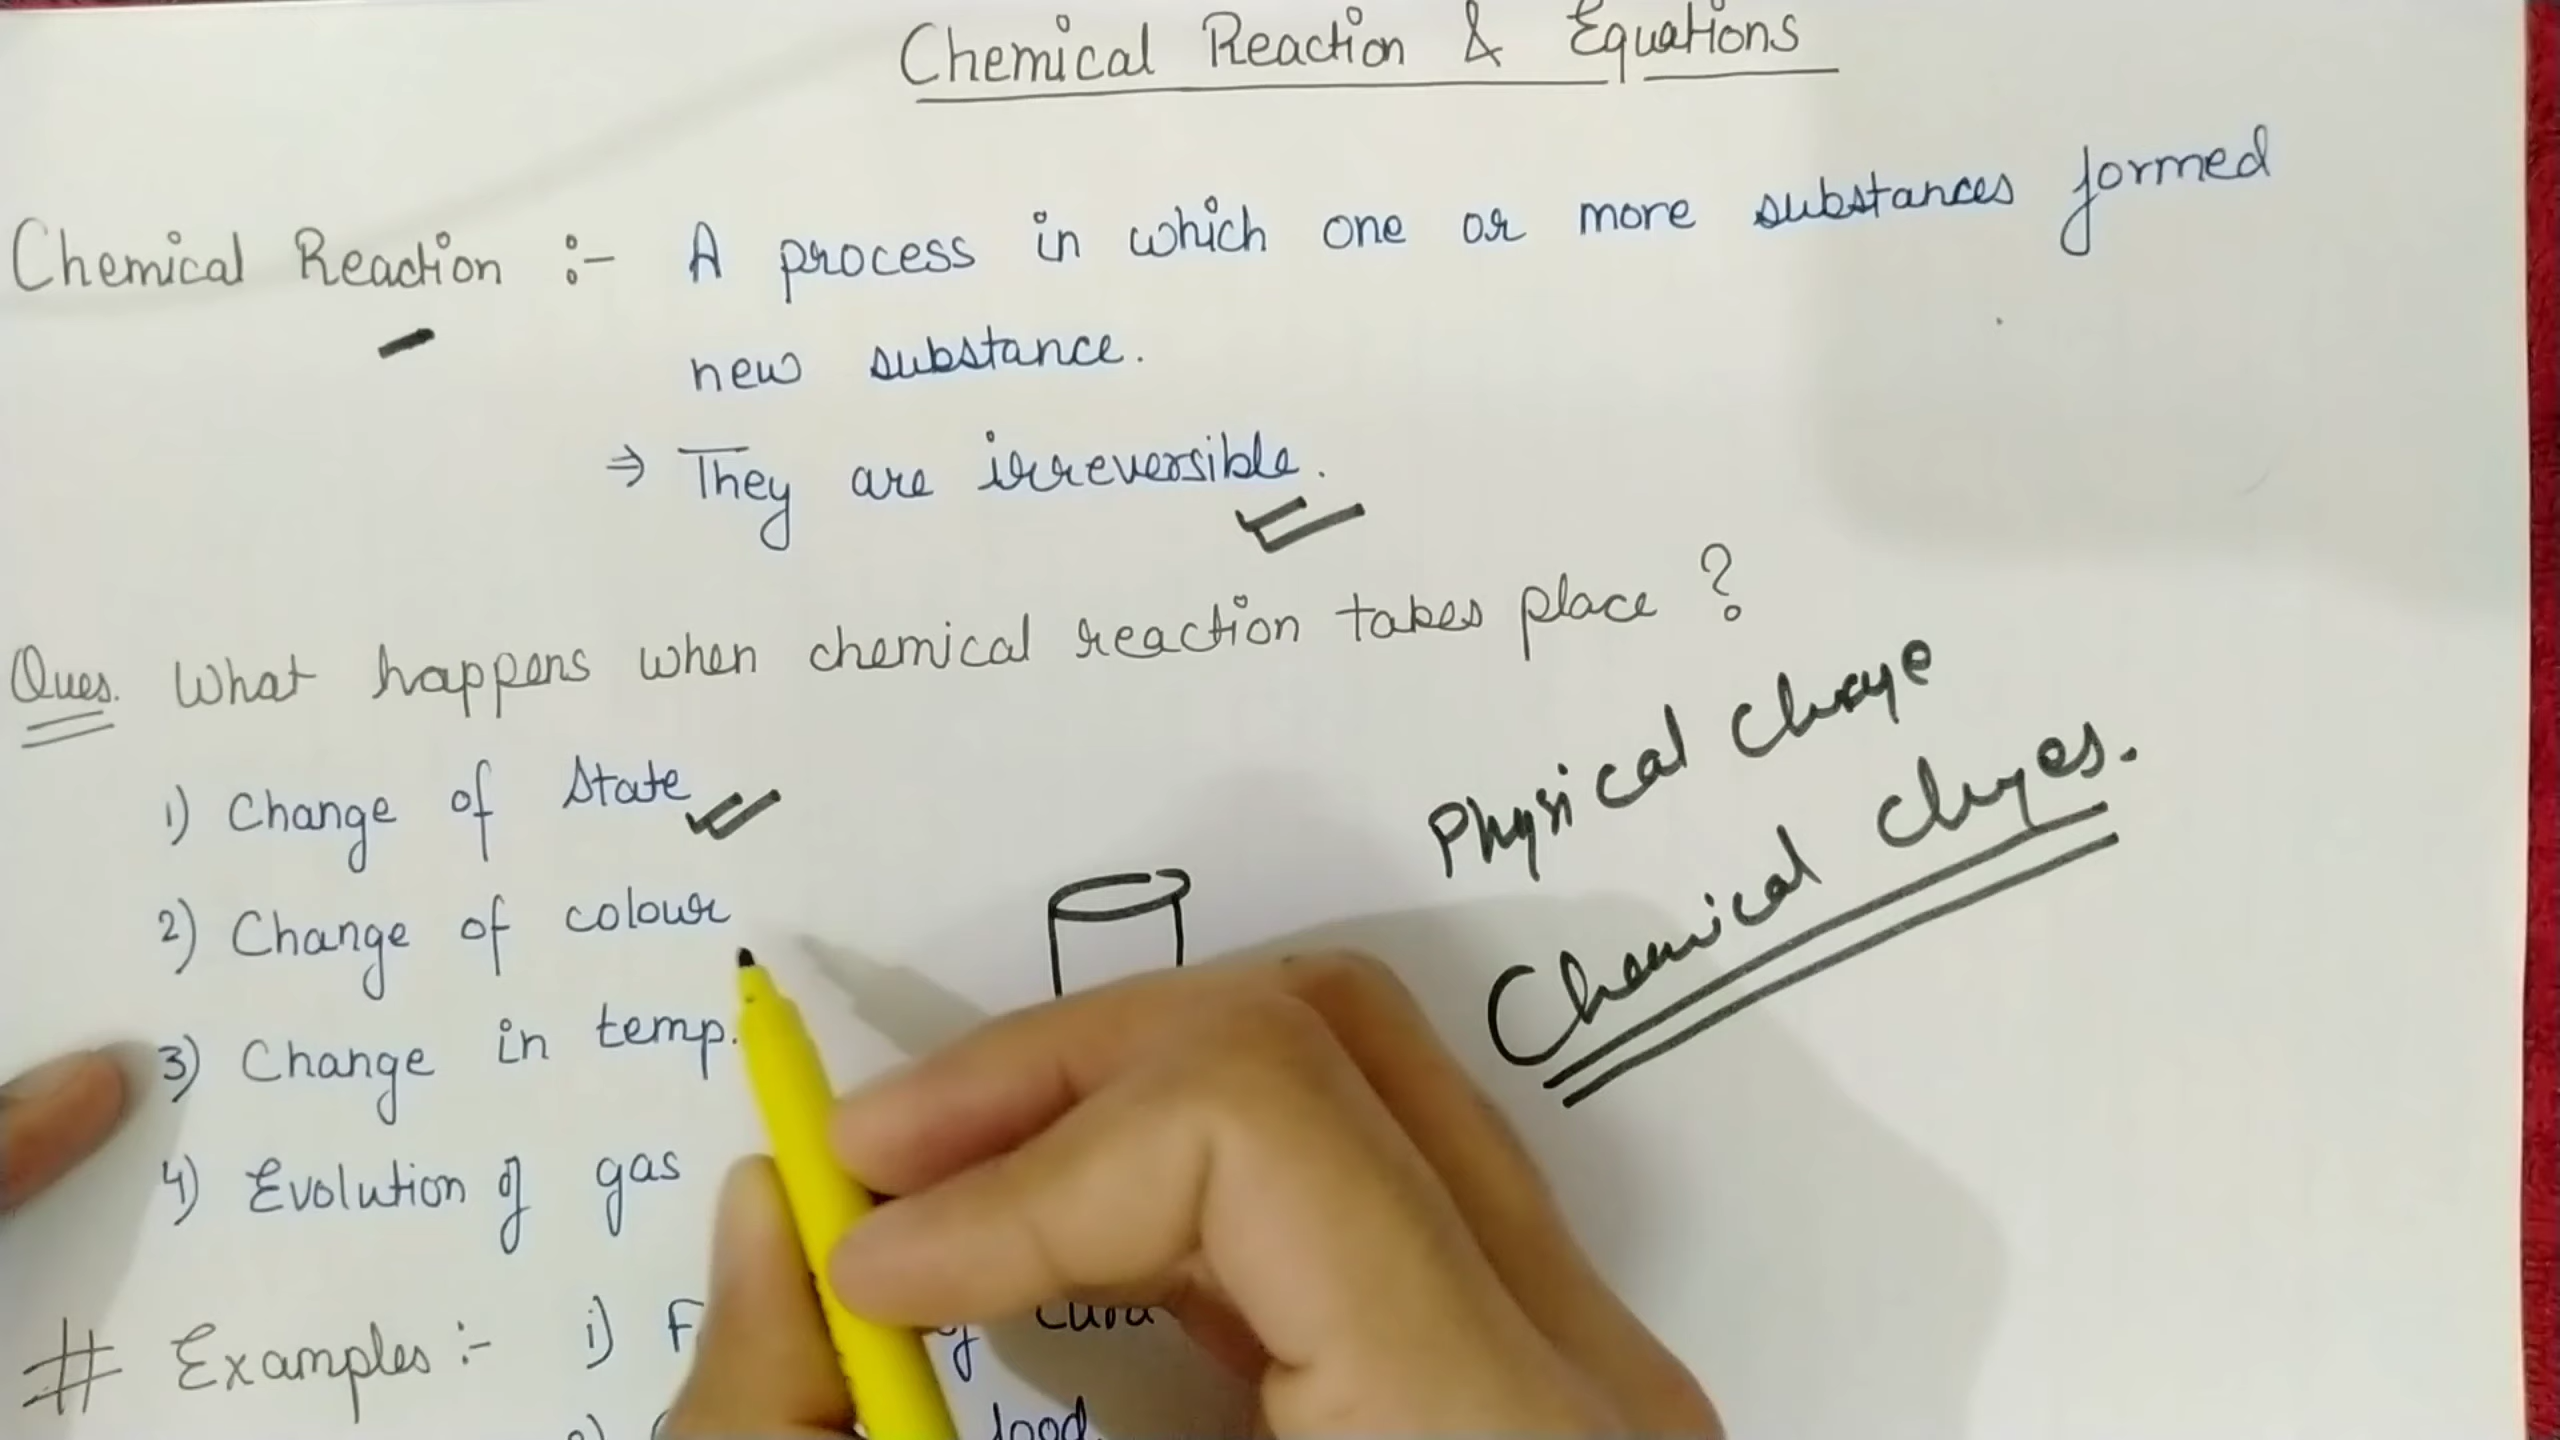 Chemical Reaction & Equations
Chemical Reaction :- A process in which one or more substances formed
new substance.
⇒ They are irreversible.
Ques. What happens when chemical reaction takes place ?
1) Change of state
2) Change of colour
3) Change in temp.
4) Evolution of gas
Physical change
Chemical changes.
# Examples :- i) F
food.